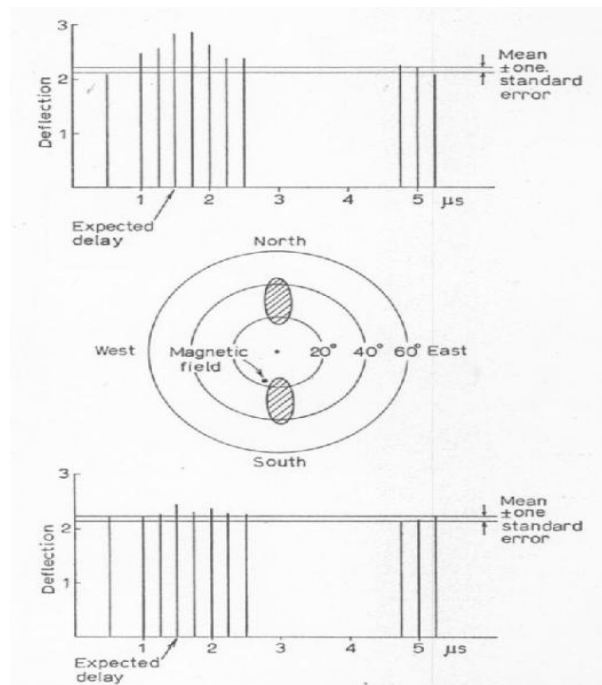 3
Mean
± one.
standard
error
2
Deflection
1
1 2 3 4 5 μs
Expected
delay
North
West
Magnetic
field
20° 40° 60° East
South
3
Mean
± one
standard
error
2
Deflection
1
1 2 3 4 5 μs
Expected
delay